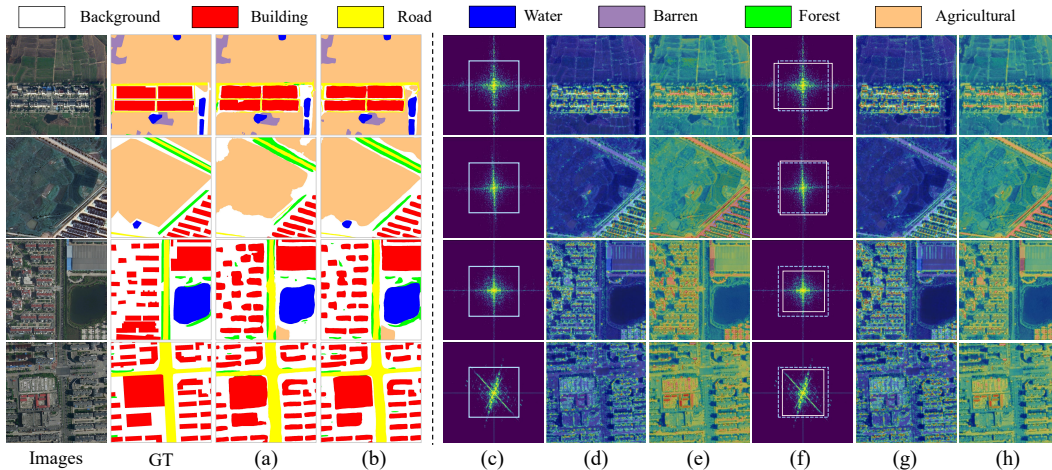 Background Building Road Water Barren Forest Agricultural
Images GT (a) (b) (c) (d) (e) (f) (g) (h)